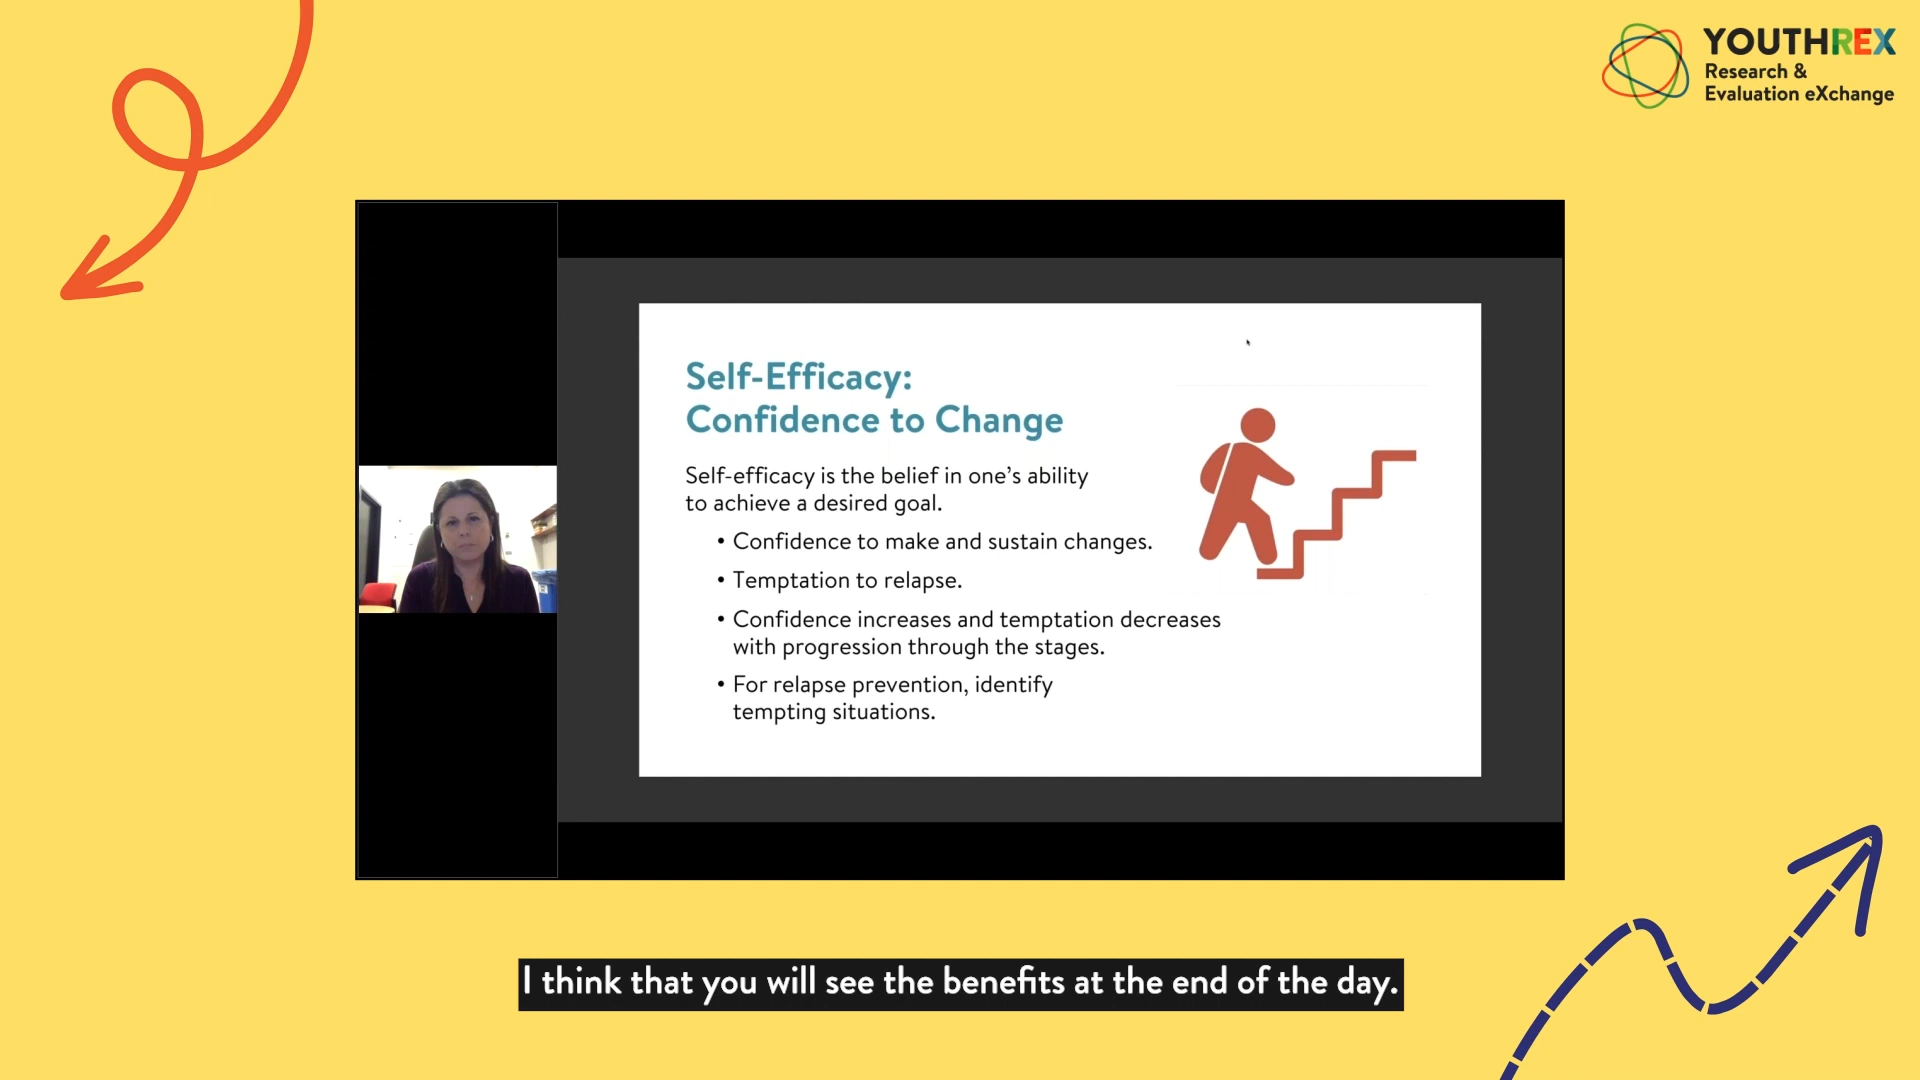 YOUTHREX
Research &
Evaluation eXchange
Self-Efficacy:
Confidence to Change
Self-efficacy is the belief in one’s ability
to achieve a desired goal.
• Confidence to make and sustain changes.
• Temptation to relapse.
• Confidence increases and temptation decreases
with progression through the stages.
• For relapse prevention, identify
tempting situations.
I think that you will see the benefits at the end of the day.